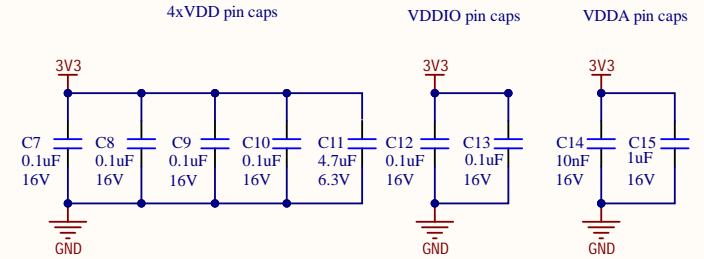 4xVDD pin caps
VDDIO pin caps
VDDA pin caps
3V3
3V3
3V3
C7
0.1uF
16V
C8
0.1uF
16V
C9
0.1uF
16V
C10
0.1uF
16V
C11
4.7uF
6.3V
C12
0.1uF
16V
C13
0.1uF
16V
C14
10nF
16V
C15
1uF
16V
GND
GND
GND